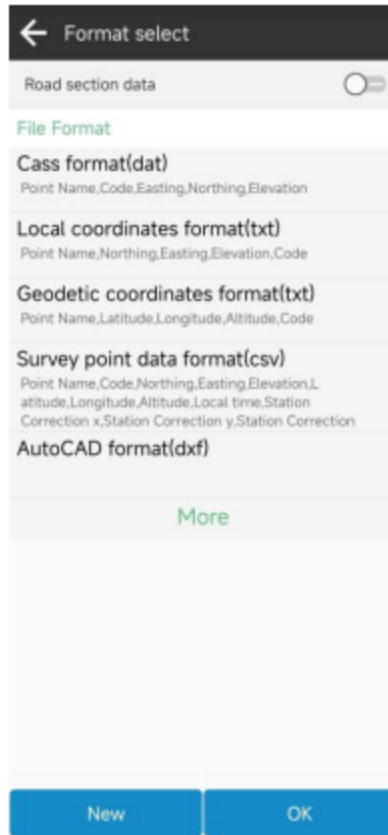 Format select
Road section data
File Format
Cass format(dat)
Point Name,Code,Easting,Northing,Elevation
Local coordinates format(txt)
Point Name,Northing,Easting,Elevation,Code
Geodetic coordinates format(txt)
Point Name,Latitude,Longitude,Altitude,Code
Survey point data format(csv)
Point Name,Code,Northing,Easting,Elevation,L
atitude,Longitude,Altitude,Local time,Station
Correction x,Station Correction y,Station Correction
AutoCAD format(dxf)
More
New
OK